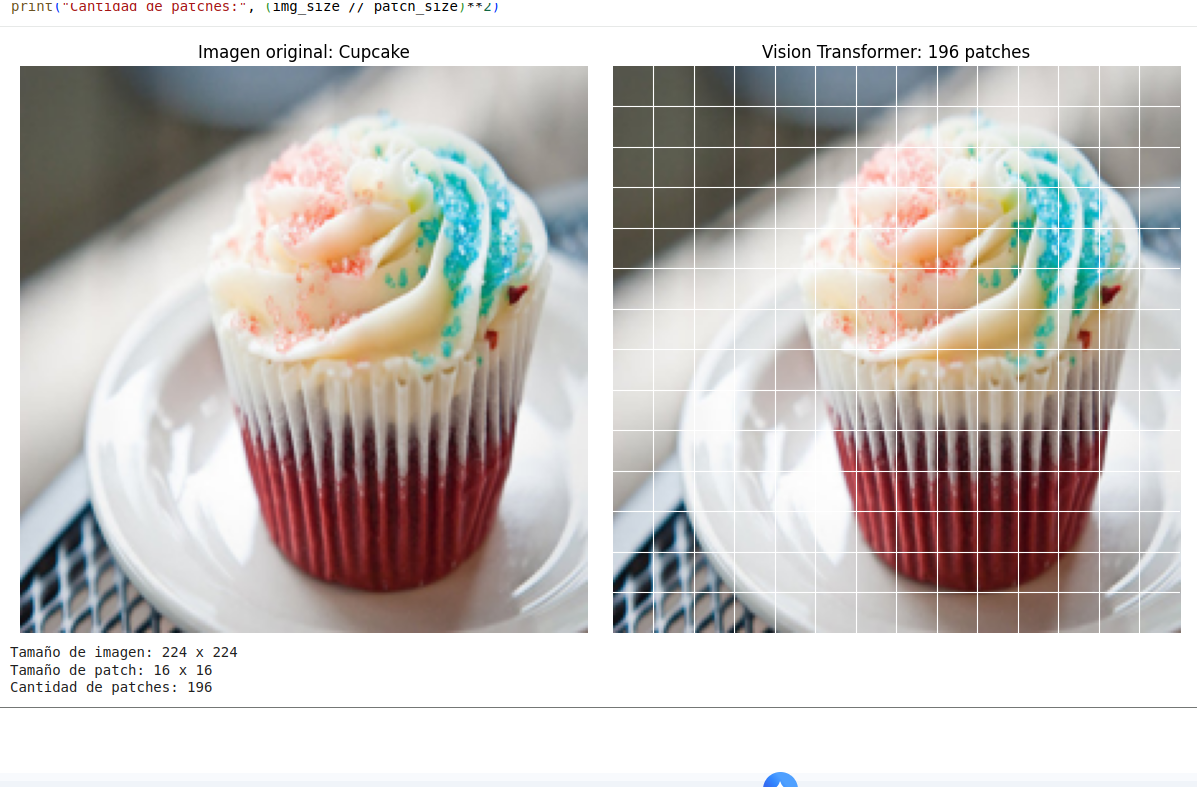 print("Cantidad de patches:", (img_size // patch_size)**2)
Imagen original: Cupcake
Vision Transformer: 196 patches
Tamaño de imagen: 224 x 224
Tamaño de patch: 16 x 16
Cantidad de patches: 196